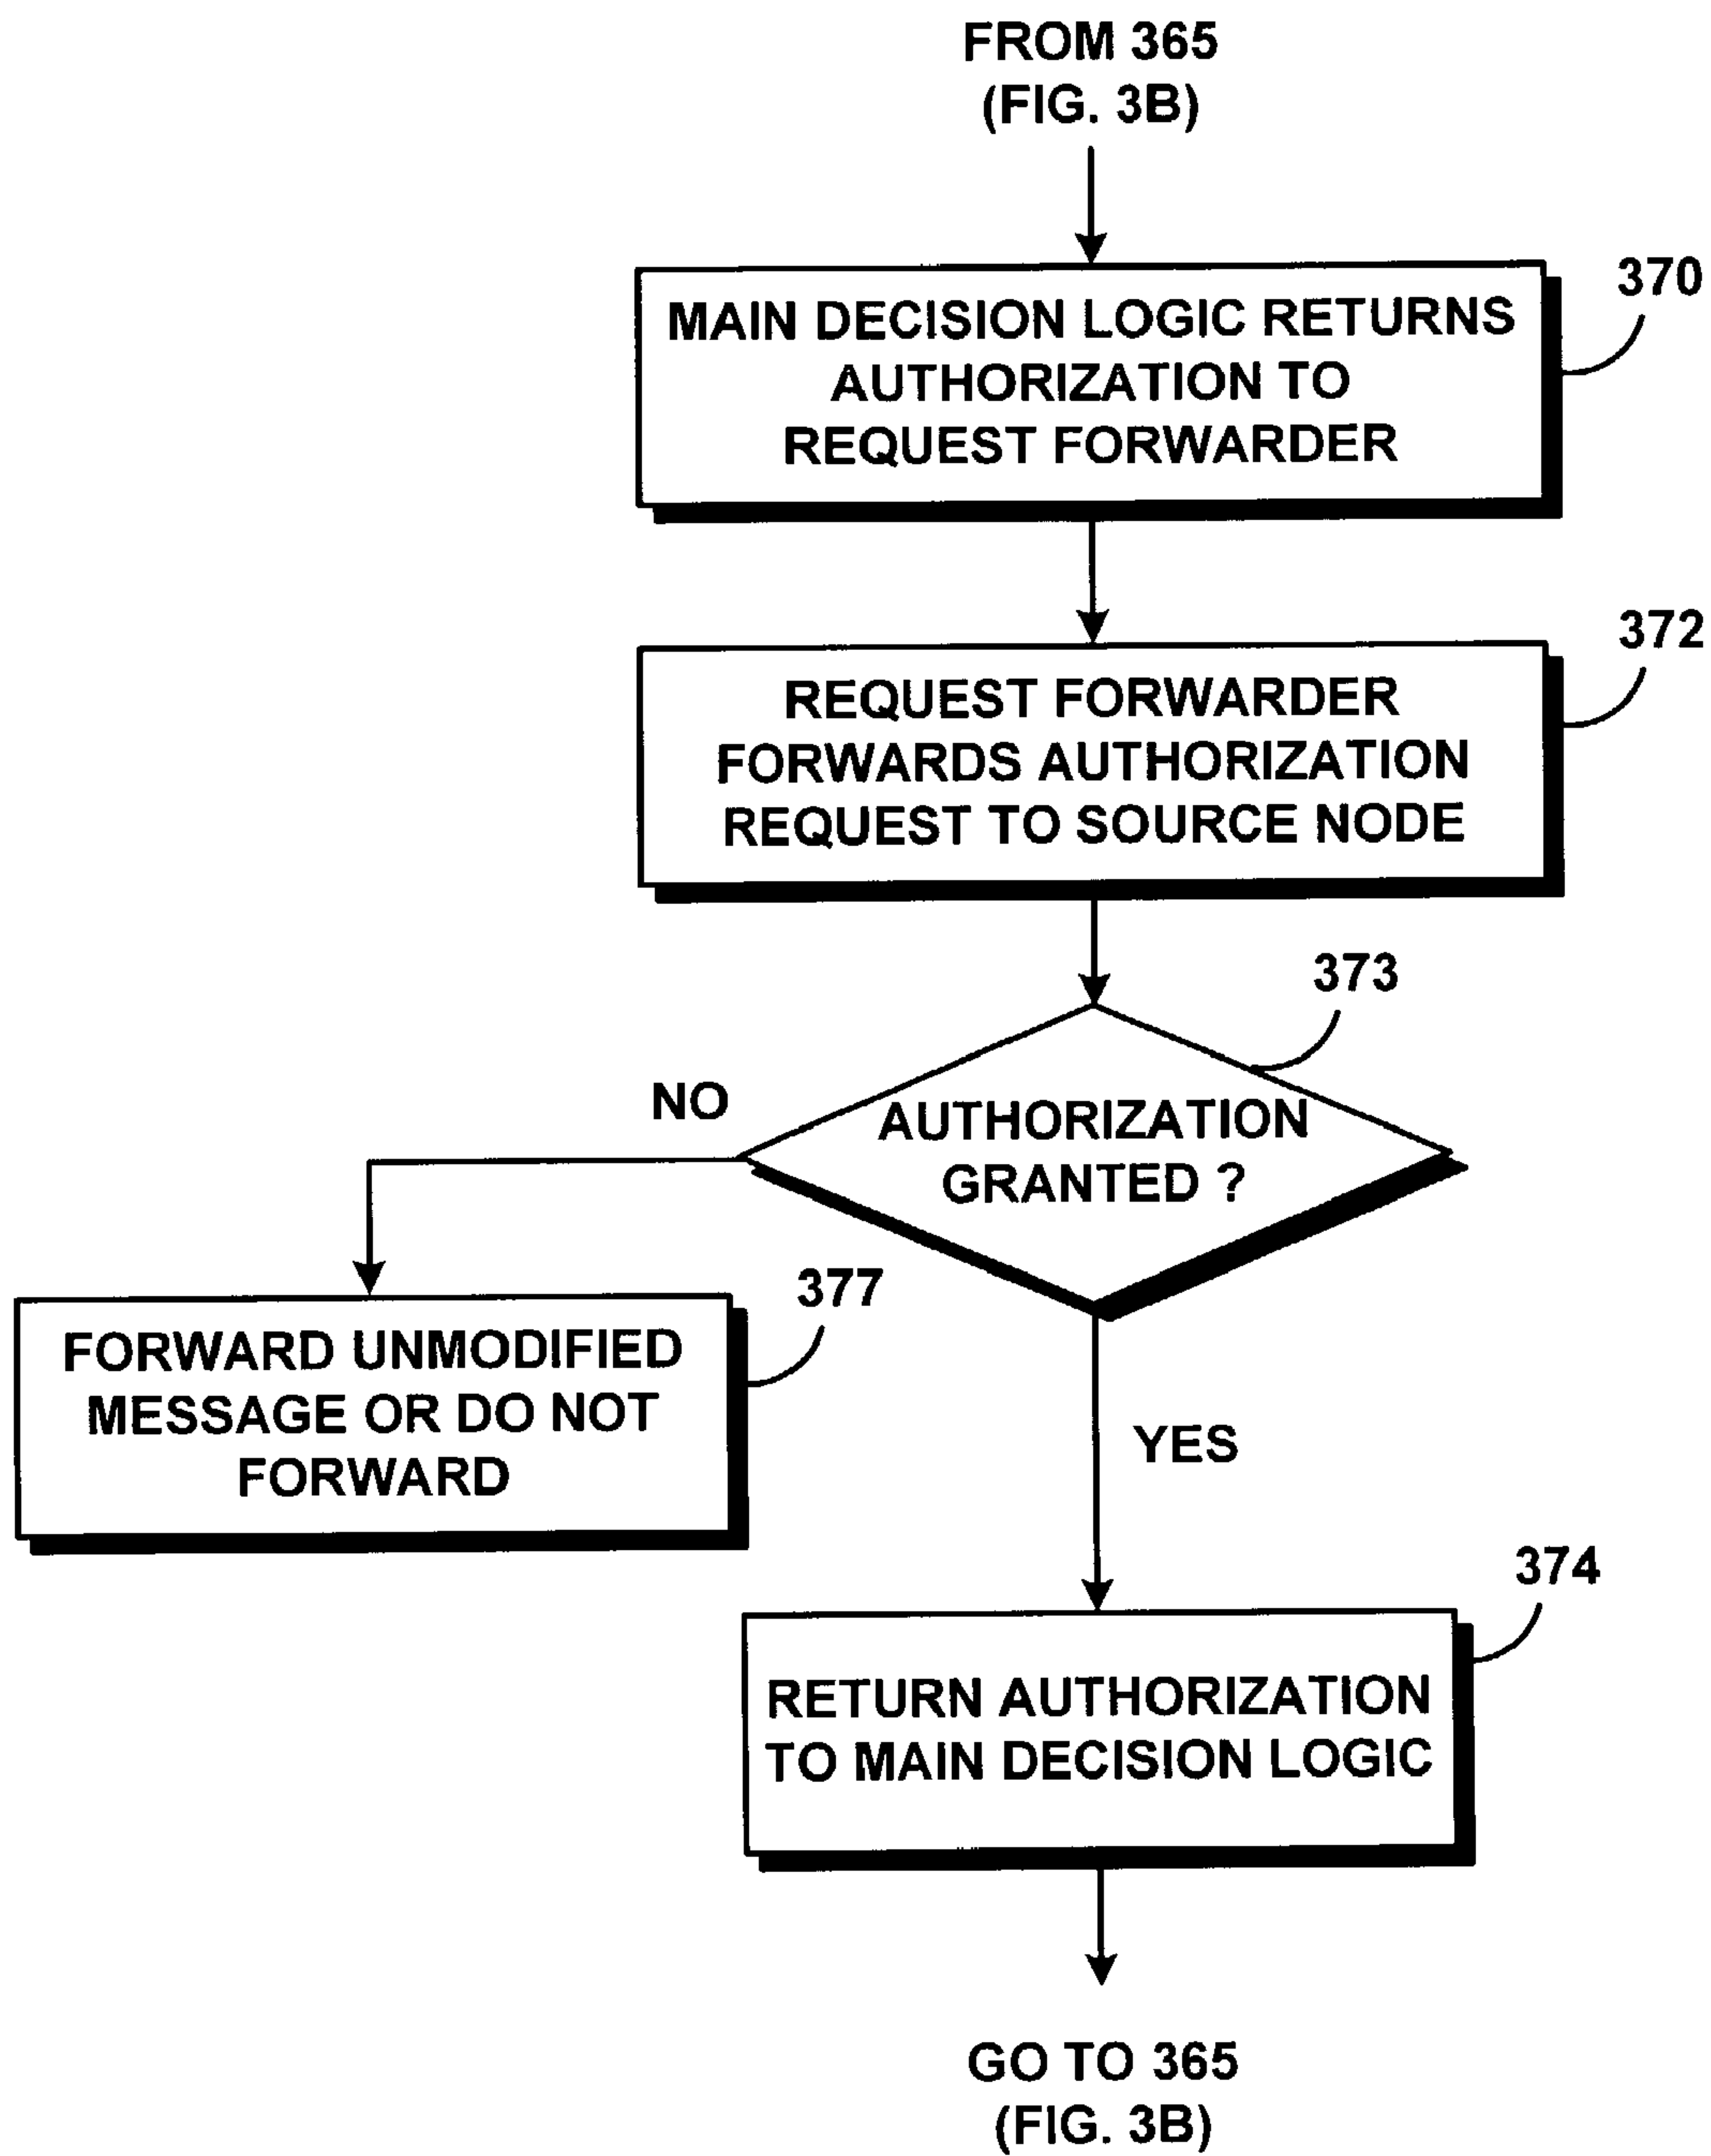 FROM 365
(FIG. 3B)
370
MAIN DECISION LOGIC RETURNS
AUTHORIZATION TO
REQUEST FORWARDER
372
REQUEST FORWARDER
FORWARDS AUTHORIZATION
REQUEST TO SOURCE NODE
373
NO
AUTHORIZATION
GRANTED ?
377
FORWARD UNMODIFIED
MESSAGE OR DO NOT
FORWARD
YES
374
RETURN AUTHORIZATION
TO MAIN DECISION LOGIC
GO TO 365
(FIG. 3B)